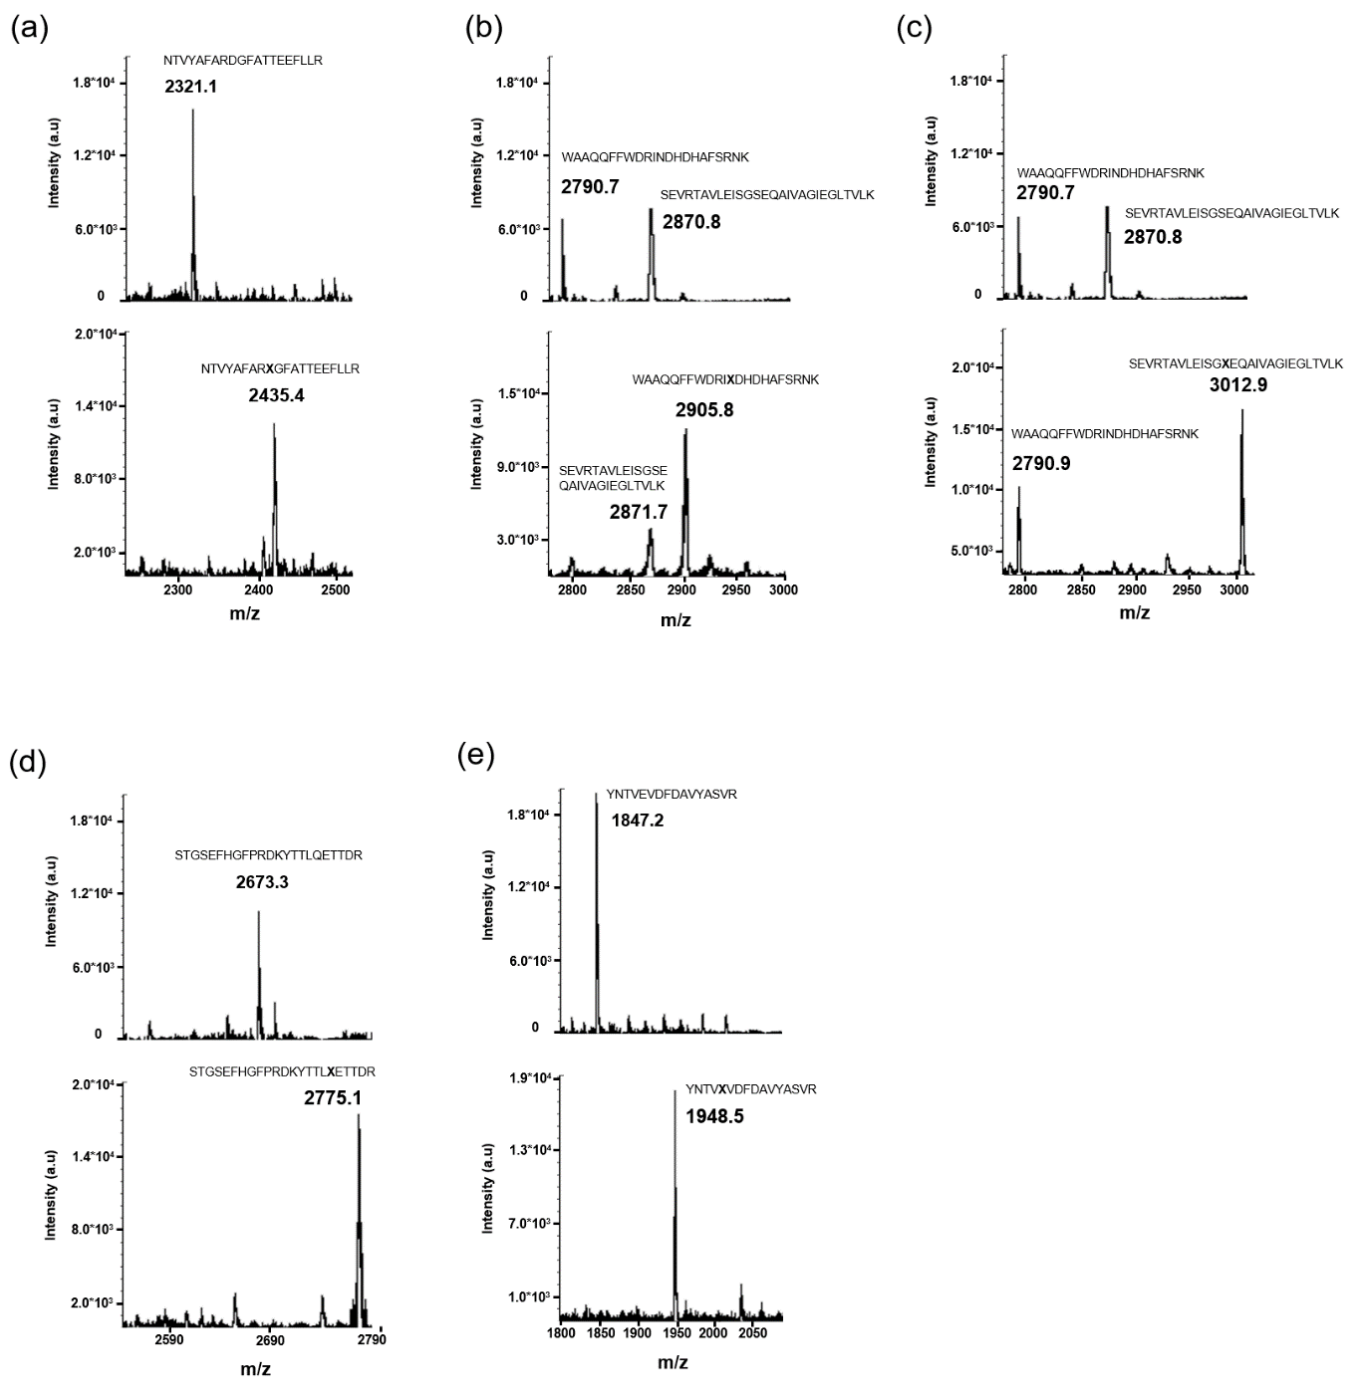 (a)
NTVYAFARDGFATTEEFLLR
2321.1
1.8*10⁴
1.2*10⁴
6.0*10³
0
Intensity (a.u)
2.0*10⁴
NTVYAFARXGFATTEEFLLR
2435.4
1.4*10⁴
8.0*10³
2.0*10³
Intensity (a.u)
2300 2400 2500
m/z
(b)
1.8*10⁴
1.2*10⁴
WAAQQFFWDRINDHDHAFSRNK
2790.7
SEVRTAVLEISGSEQAIVAGIEGLTVLK
2870.8
6.0*10³
0
Intensity (a.u)
1.5*10⁴
WAAQQFFWDRIXDHDHAFSRNK
2905.8
9.0*10³
SEVRTAVLEISGSE
QAIVAGIEGLTVLK
2871.7
3.0*10³
Intensity (a.u)
2800 2850 2900 2950 3000
m/z
(c)
1.8*10⁴
1.2*10⁴
WAAQQFFWDRINDHDHAFSRNK
2790.7
SEVRTAVLEISGSEQAIVAGIEGLTVLK
2870.8
6.0*10³
0
Intensity (a.u)
2.0*10⁴
SEVRTAVLEISGXEQAIVAGIEGLTVLK
3012.9
1.5*10⁴
WAAQQFFWDRINDHDHAFSRNK
2790.9
1.0*10⁴
5.0*10³
Intensity (a.u)
2800 2850 2900 2950 3000
m/z
(d)
1.8*10⁴
STGSEFHGFPRDKYTTLQETTDR
2673.3
1.2*10⁴
6.0*10³
0
Intensity (a.u)
STGSEFHGFPRDKYTTLXETTDR
2775.1
2.0*10⁴
1.4*10⁴
8.0*10³
2.0*10³
Intensity (a.u)
2590 2690 2790
m/z
(e)
YNTVEVDFDAVYASVR
1847.2
1.8*10⁴
1.2*10⁴
6.0*10³
0
Intensity (a.u)
1.9*10⁴
YNTVXVDFDAVYASVR
1948.5
1.3*10⁴
7.0*10³
1.0*10³
Intensity (a.u)
1800 1850 1900 1950 2000 2050
m/z